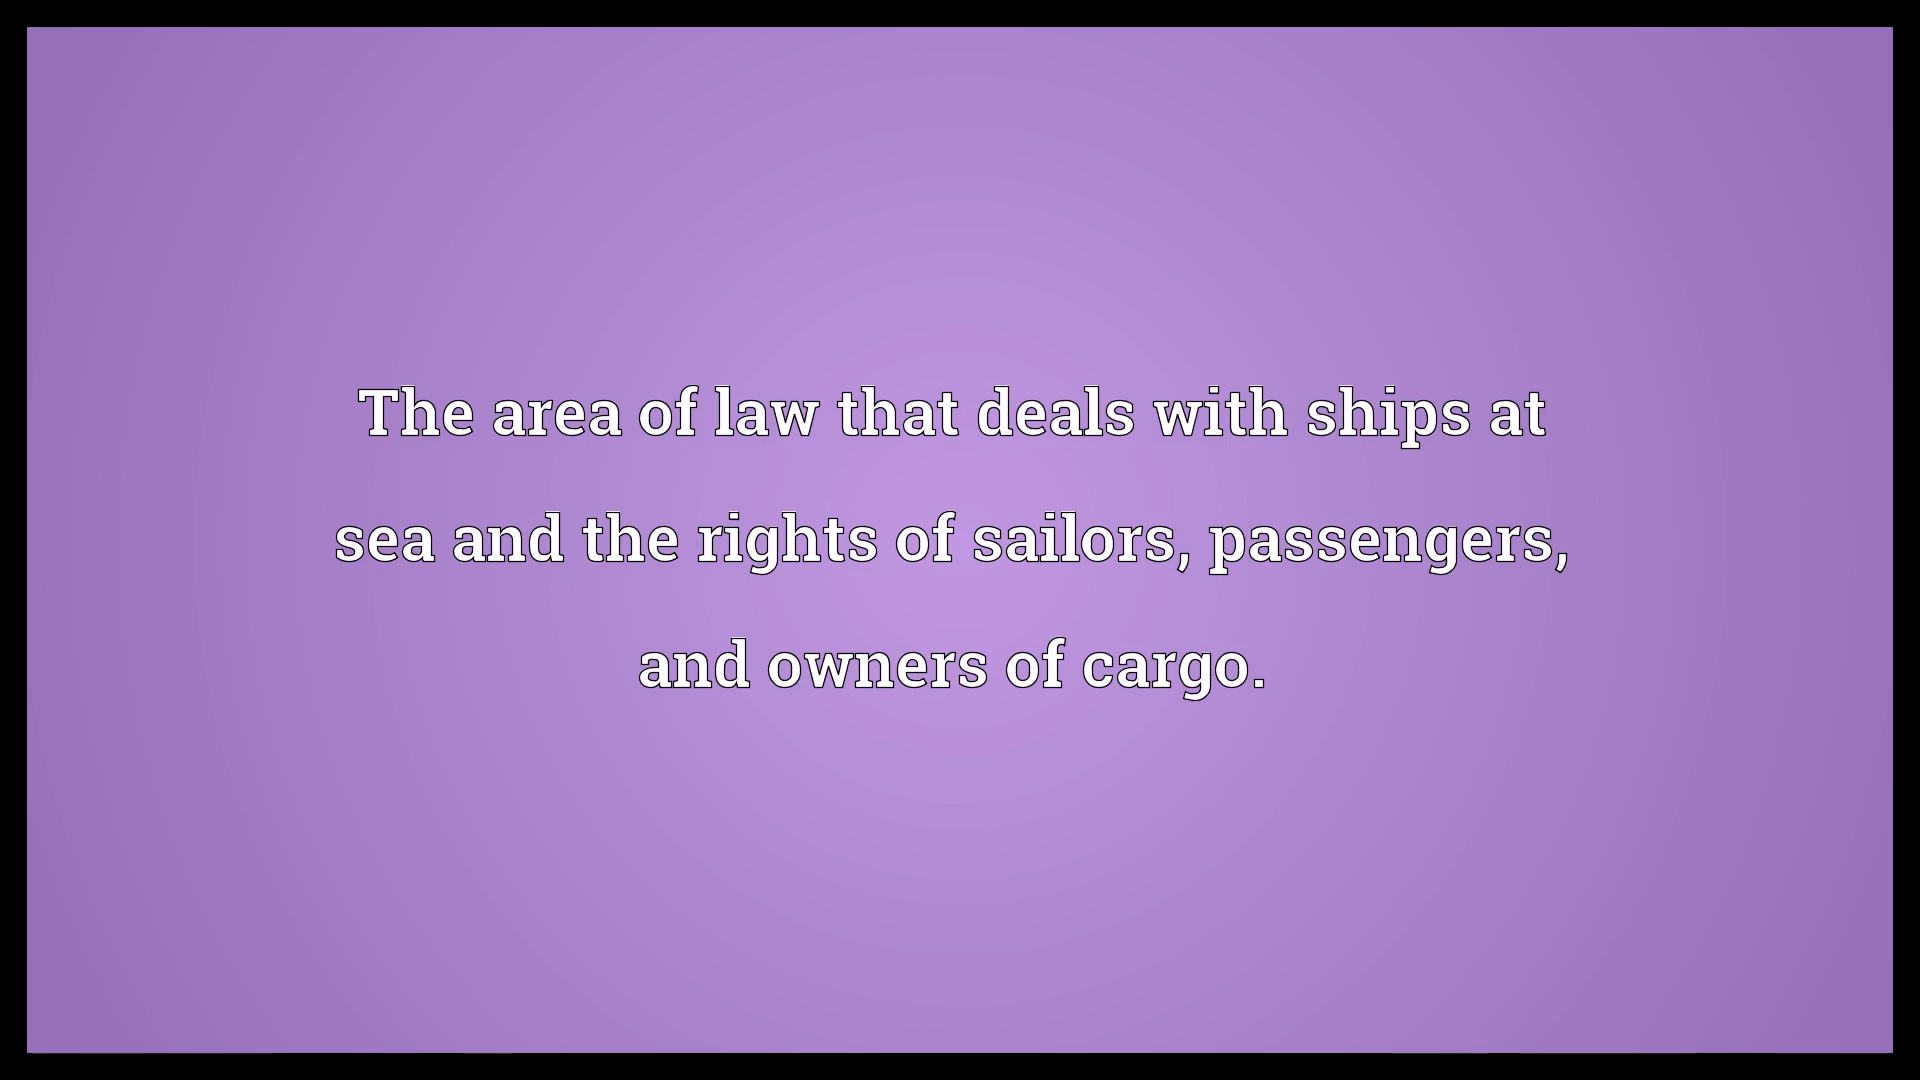 The area of law that deals with ships at
sea and the rights of sailors, passengers,
and owners of cargo.